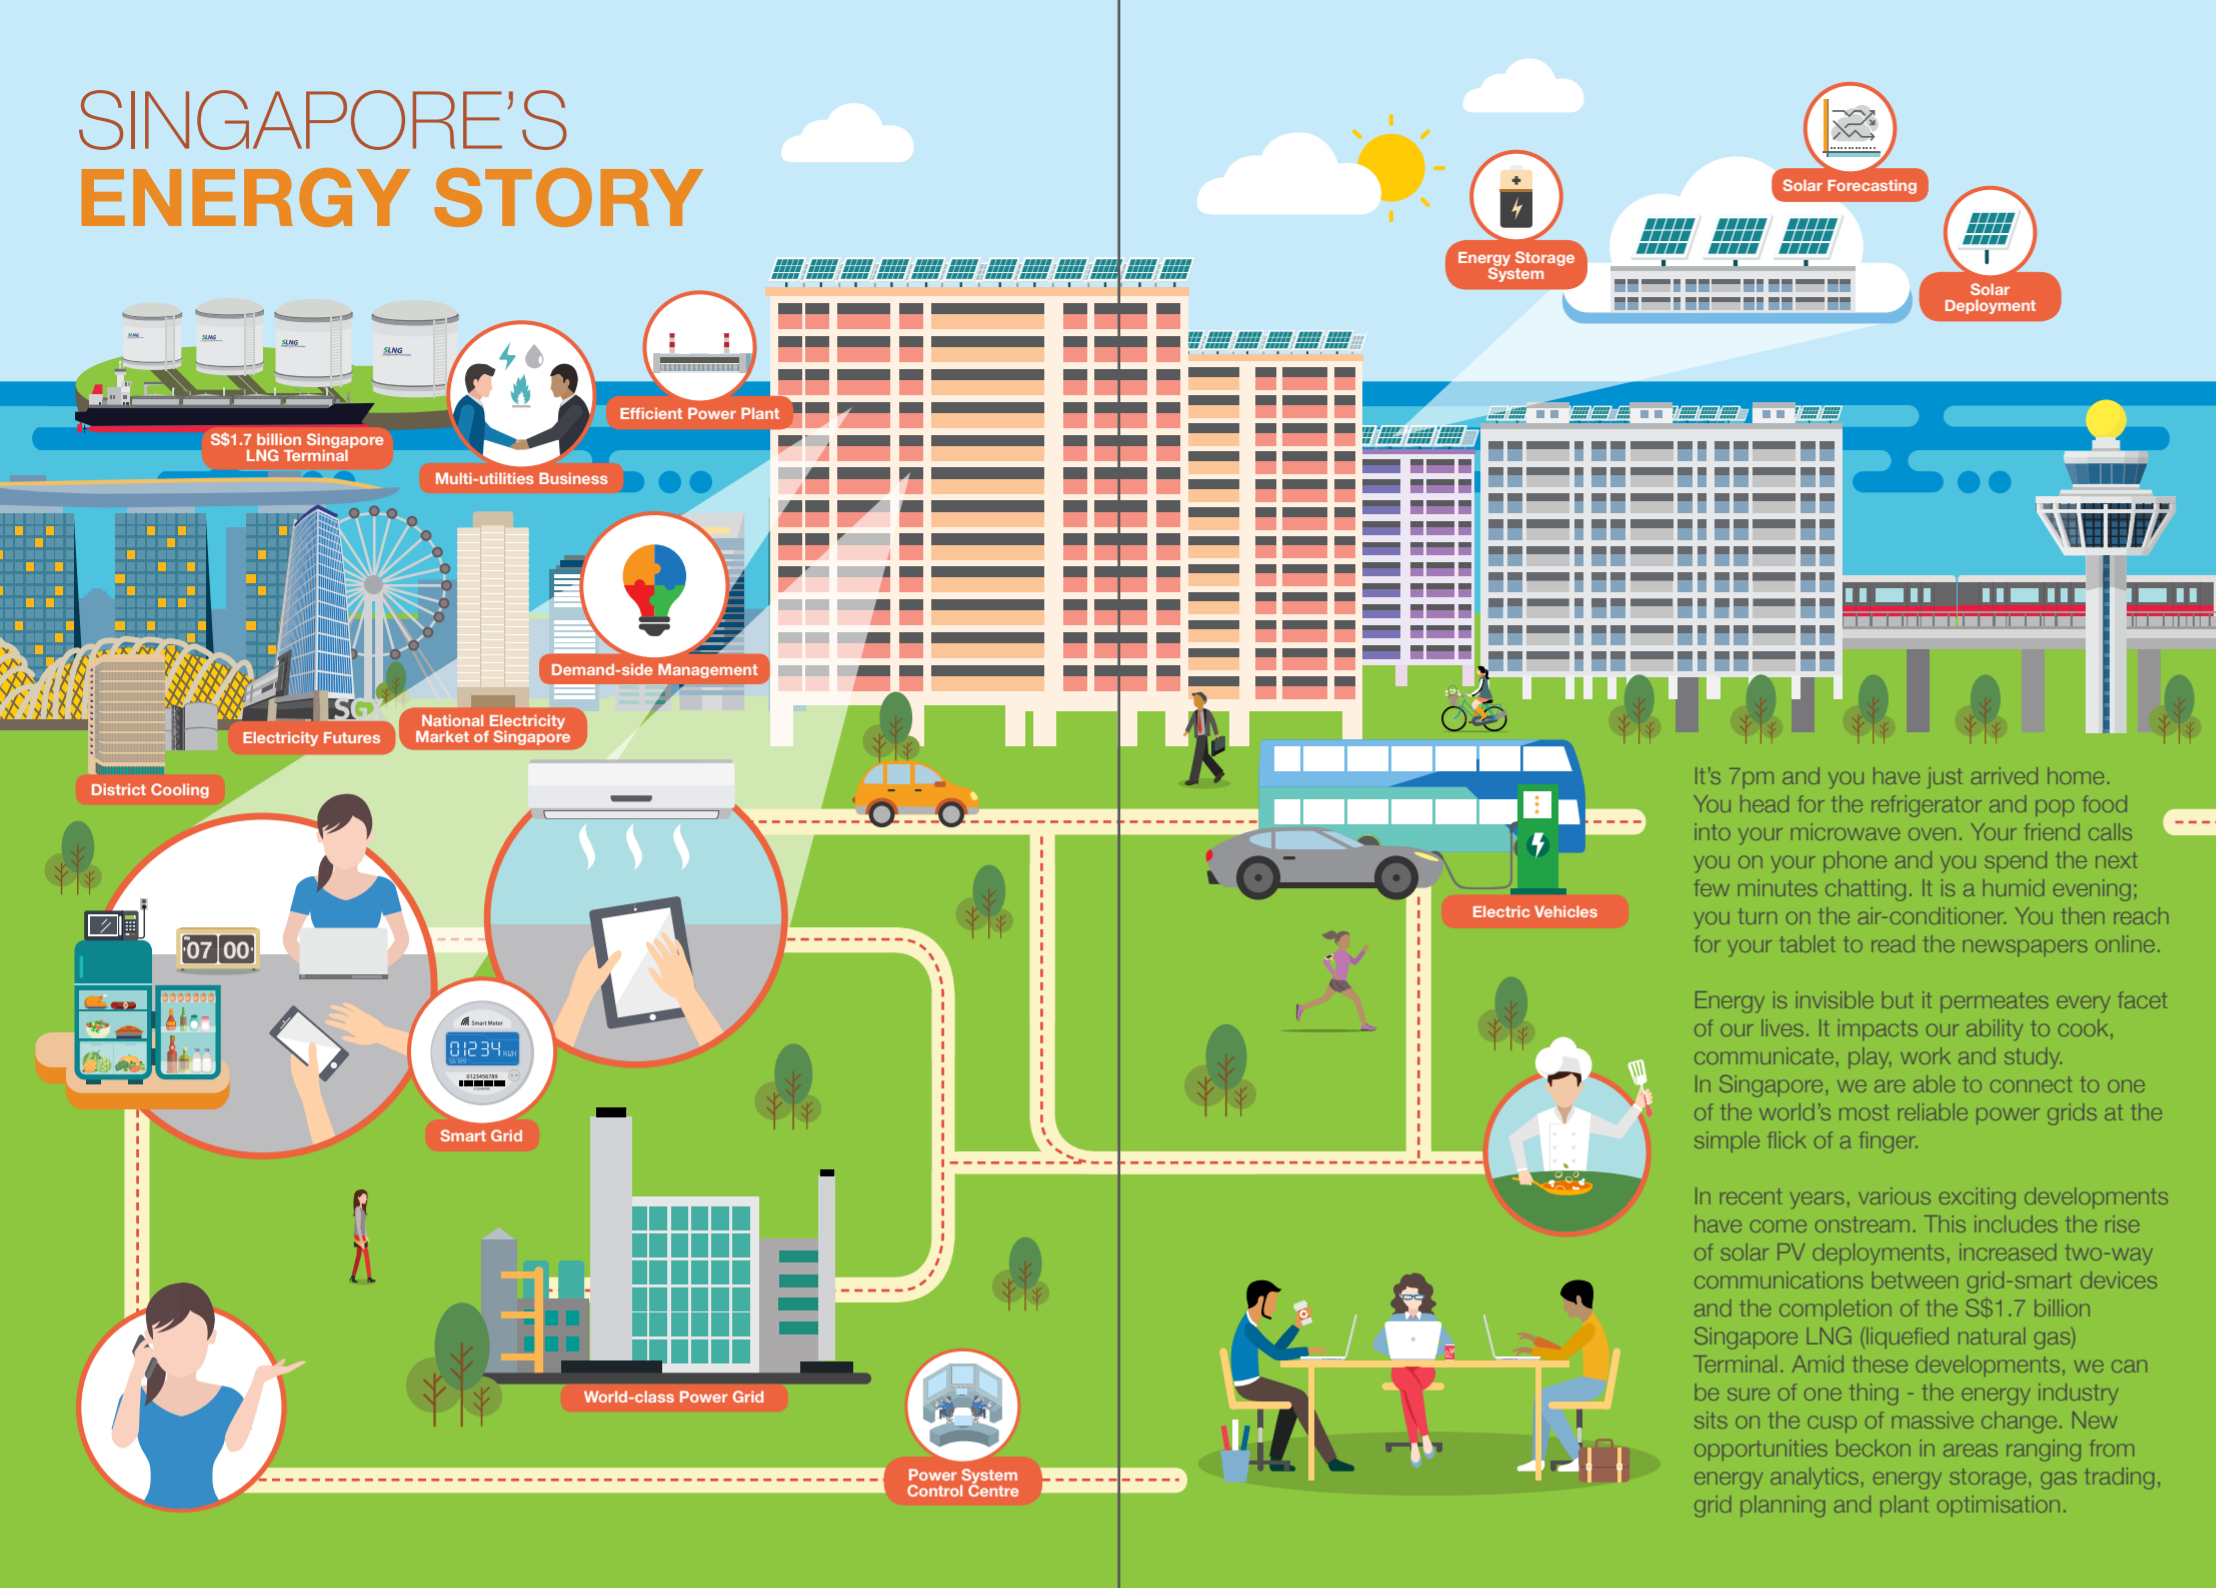 SINGAPORE'S
ENERGY STORY
Solar Forecasting
Energy Storage
System
Solar
Deployment
SLNG
SLNG
SLNG
SLNG
Efficient Power Plant
S$1.7 billion Singapore
LNG Terminal
Multi-utilities Business
Demand-side Management
SGX
National Electricity
Market of Singapore
Electricity Futures
District Cooling
07 00
Smart Meter
01234 KWH
0123456789
Smart Grid
Electric Vehicles
World-class Power Grid
Power System
Control Centre
It's 7pm and you have just arrived home.
You head for the refrigerator and pop food
into your microwave oven. Your friend calls
you on your phone and you spend the next
few minutes chatting. It is a humid evening;
you turn on the air-conditioner. You then reach
for your tablet to read the newspapers online.
Energy is invisible but it permeates every facet
of our lives. It impacts our ability to cook,
communicate, play, work and study.
In Singapore, we are able to connect to one
of the world's most reliable power grids at the
simple flick of a finger.
In recent years, various exciting developments
have come onstream. This includes the rise
of solar PV deployments, increased two-way
communications between grid-smart devices
and the completion of the S$1.7 billion
Singapore LNG (liquefied natural gas)
Terminal. Amid these developments, we can
be sure of one thing - the energy industry
sits on the cusp of massive change. New
opportunities beckon in areas ranging from
energy analytics, energy storage, gas trading,
grid planning and plant optimisation.